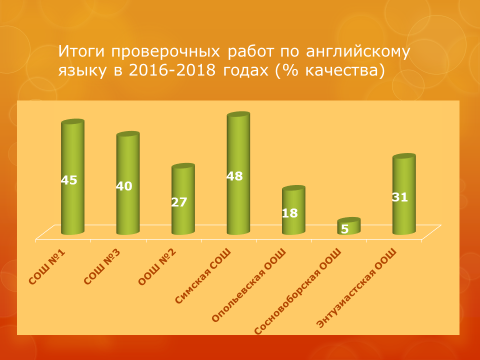 Итоги проверочных работ по английскому
языку в 2016-2018 годах (% качества)
45
40
27
48
18
5
31
СОШ №1
СОШ №3
ООШ №2
Симская СОШ
Опольевская ООШ
Сосновоборская ООШ
Энтузиастская ООШ